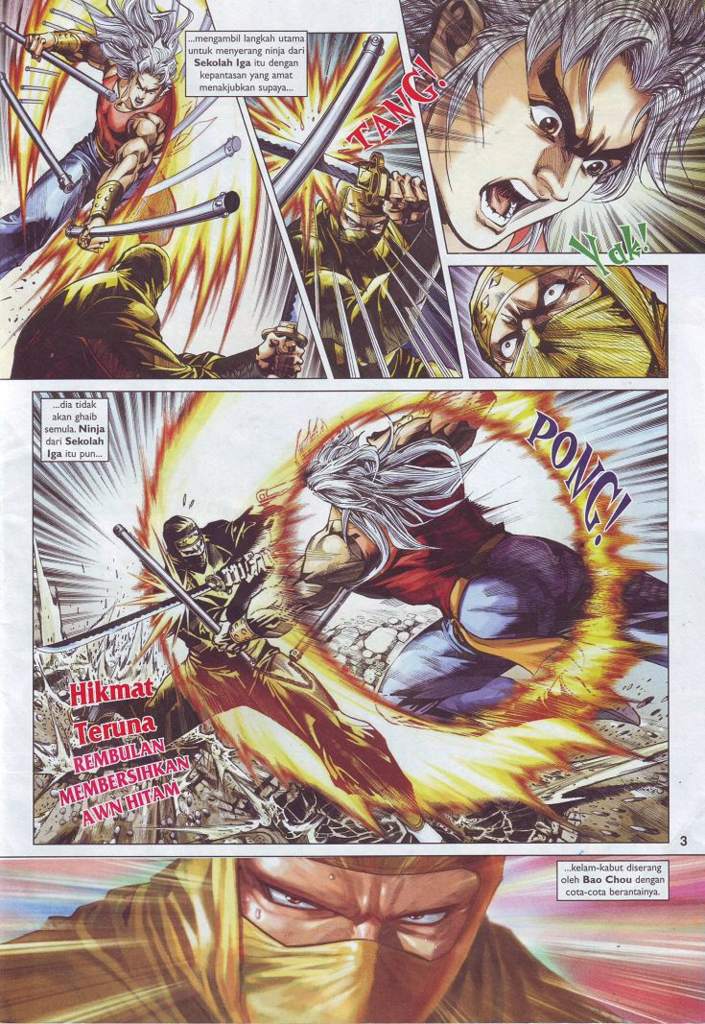 ...mengambil langkah utama
untuk menyerang ninja dari
Sekolah Iga itu dengan
kepantasan yang amat
menakjubkan supaya...
TANG!
Yak!
...dia tidak
akan ghaib
semula. Ninja
dari Sekolah
Iga itu pun...
PONG!
Hikmat
Teruna
REMBULAN
MEMBERSIHKAN
AWN HITAM
3
...kelam-kabut diserang
oleh Bao Chou dengan
cota-cota berantainya.